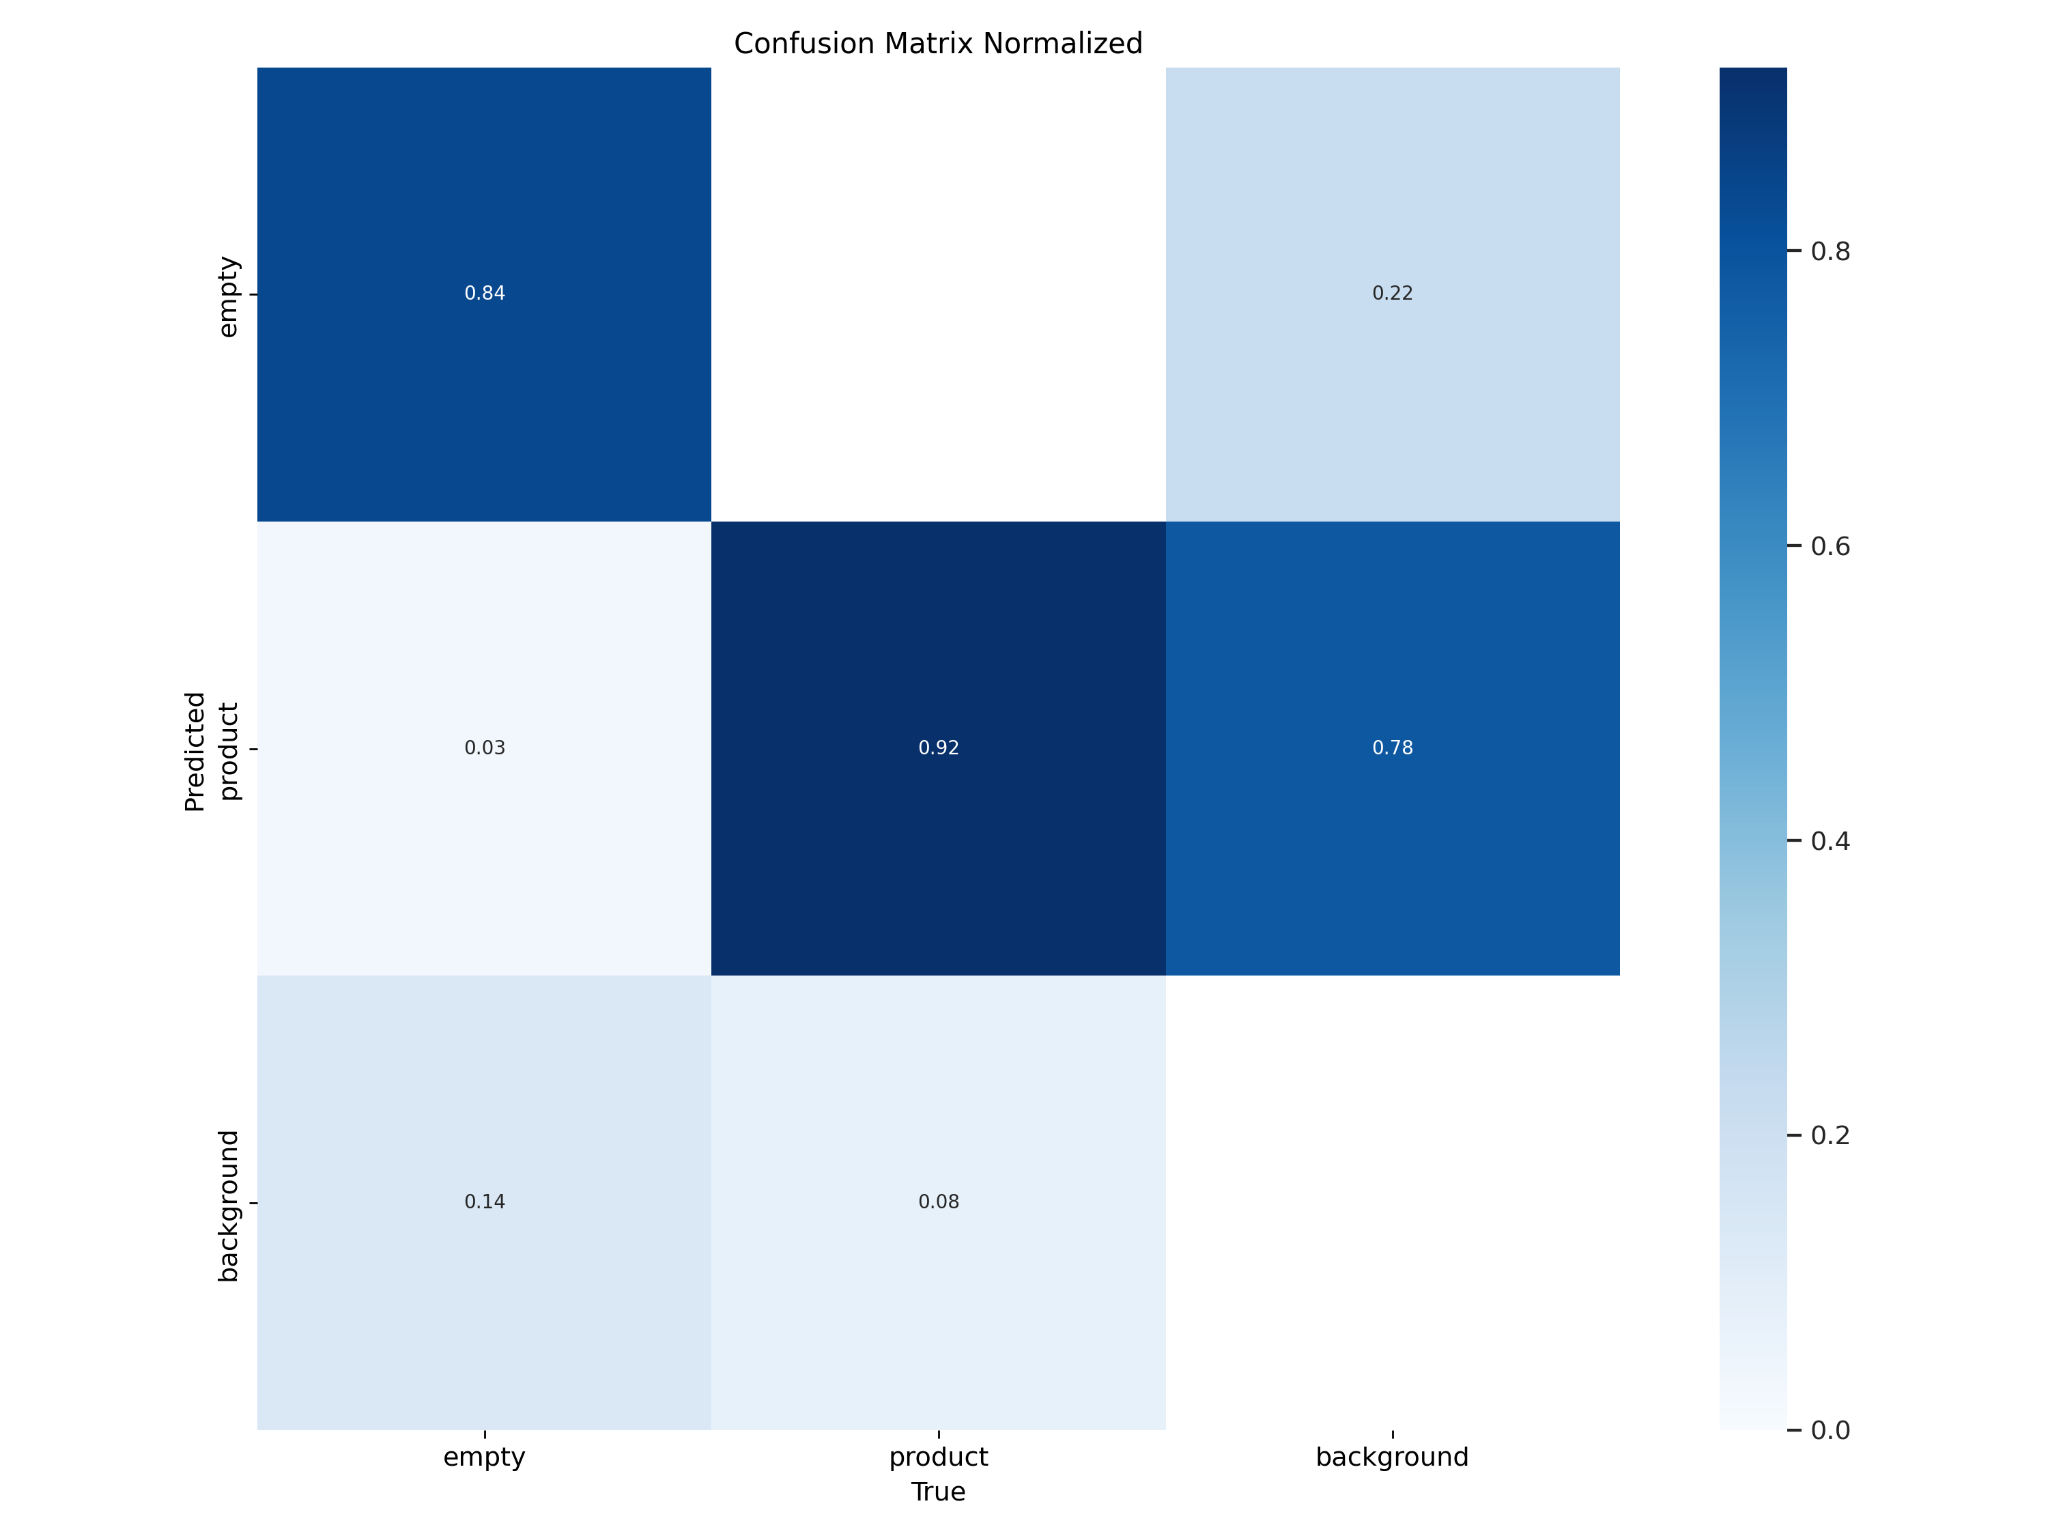 Confusion Matrix Normalized
empty
0.84
0.22
0.8
0.6
Predicted
product
0.03
0.92
0.78
0.4
background
0.14
0.08
0.2
0.0
empty
product
background
True